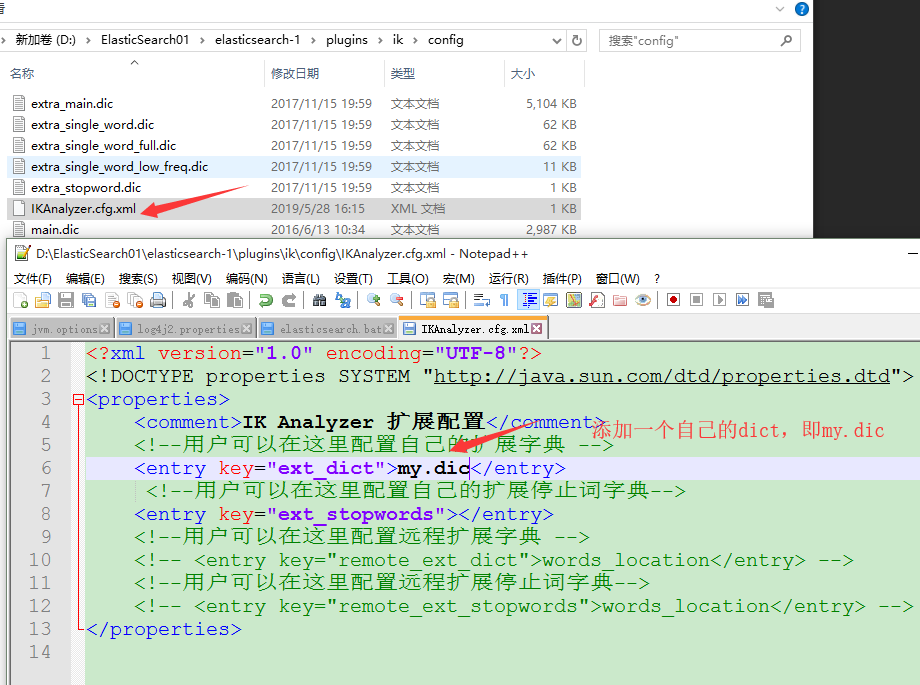 新加卷 (D:) › ElasticSearch01 › elasticsearch-1 › plugins › ik › config
搜索"config"
名称 修改日期 类型 大小
extra_main.dic 2017/11/15 19:59 文本文档 5,104 KB
extra_single_word.dic 2017/11/15 19:59 文本文档 62 KB
extra_single_word_full.dic 2017/11/15 19:59 文本文档 62 KB
extra_single_word_low_freq.dic 2017/11/15 19:59 文本文档 11 KB
extra_stopword.dic 2017/11/15 19:59 文本文档 1 KB
IKAnalyzer.cfg.xml 2019/5/28 16:15 XML 文档 1 KB
main.dic 2016/6/13 10:34 文本文档 2,987 KB
D:\ElasticSearch01\elasticsearch-1\plugins\ik\config\IKAnalyzer.cfg.xml - Notepad++
文件(F) 编辑(E) 搜索(S) 视图(V) 编码(N) 语言(L) 设置(T) 工具(O) 宏(M) 运行(R) 插件(P) 窗口(W) ?
jvm.options log4j2.properties elasticsearch.bat IKAnalyzer.cfg.xml
1 <?xml version="1.0" encoding="UTF-8"?>
2 <!DOCTYPE properties SYSTEM "http://java.sun.com/dtd/properties.dtd">
3 <properties>
4 <comment>IK Analyzer 扩展配置</comment>
添加一个自己的dict，即my.dic
5 <!--用户可以在这里配置自己的扩展字典 -->
6 <entry key="ext_dict">my.dic</entry>
7 <!--用户可以在这里配置自己的扩展停止词字典-->
8 <entry key="ext_stopwords"></entry>
9 <!--用户可以在这里配置远程扩展字典 -->
10 <!-- <entry key="remote_ext_dict">words_location</entry> -->
11 <!--用户可以在这里配置远程扩展停止词字典-->
12 <!-- <entry key="remote_ext_stopwords">words_location</entry> -->
13 </properties>
14